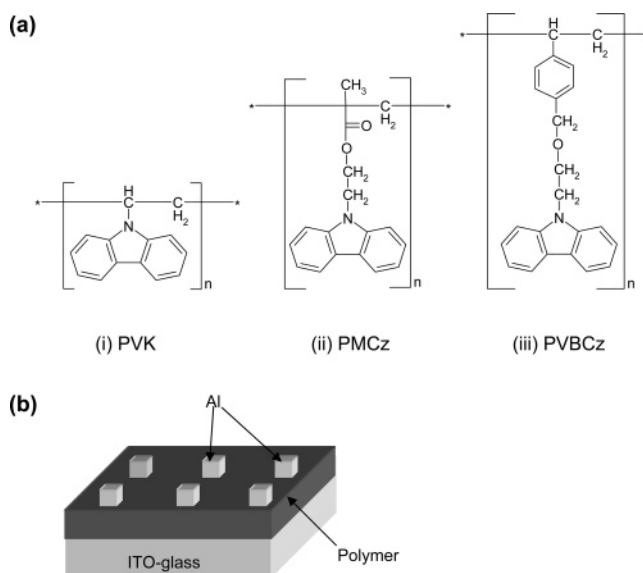 (a)
*
H
C
C
H₂
*
N
n
(i) PVK
*
CH₃
C
H₂
*
O
O
CH₂
CH₂
N
n
(ii) PMCz
*
H
C
C
H₂
*
CH₂
O
CH₂
CH₂
N
n
(iii) PVBCz
(b)
Al
ITO-glass
Polymer